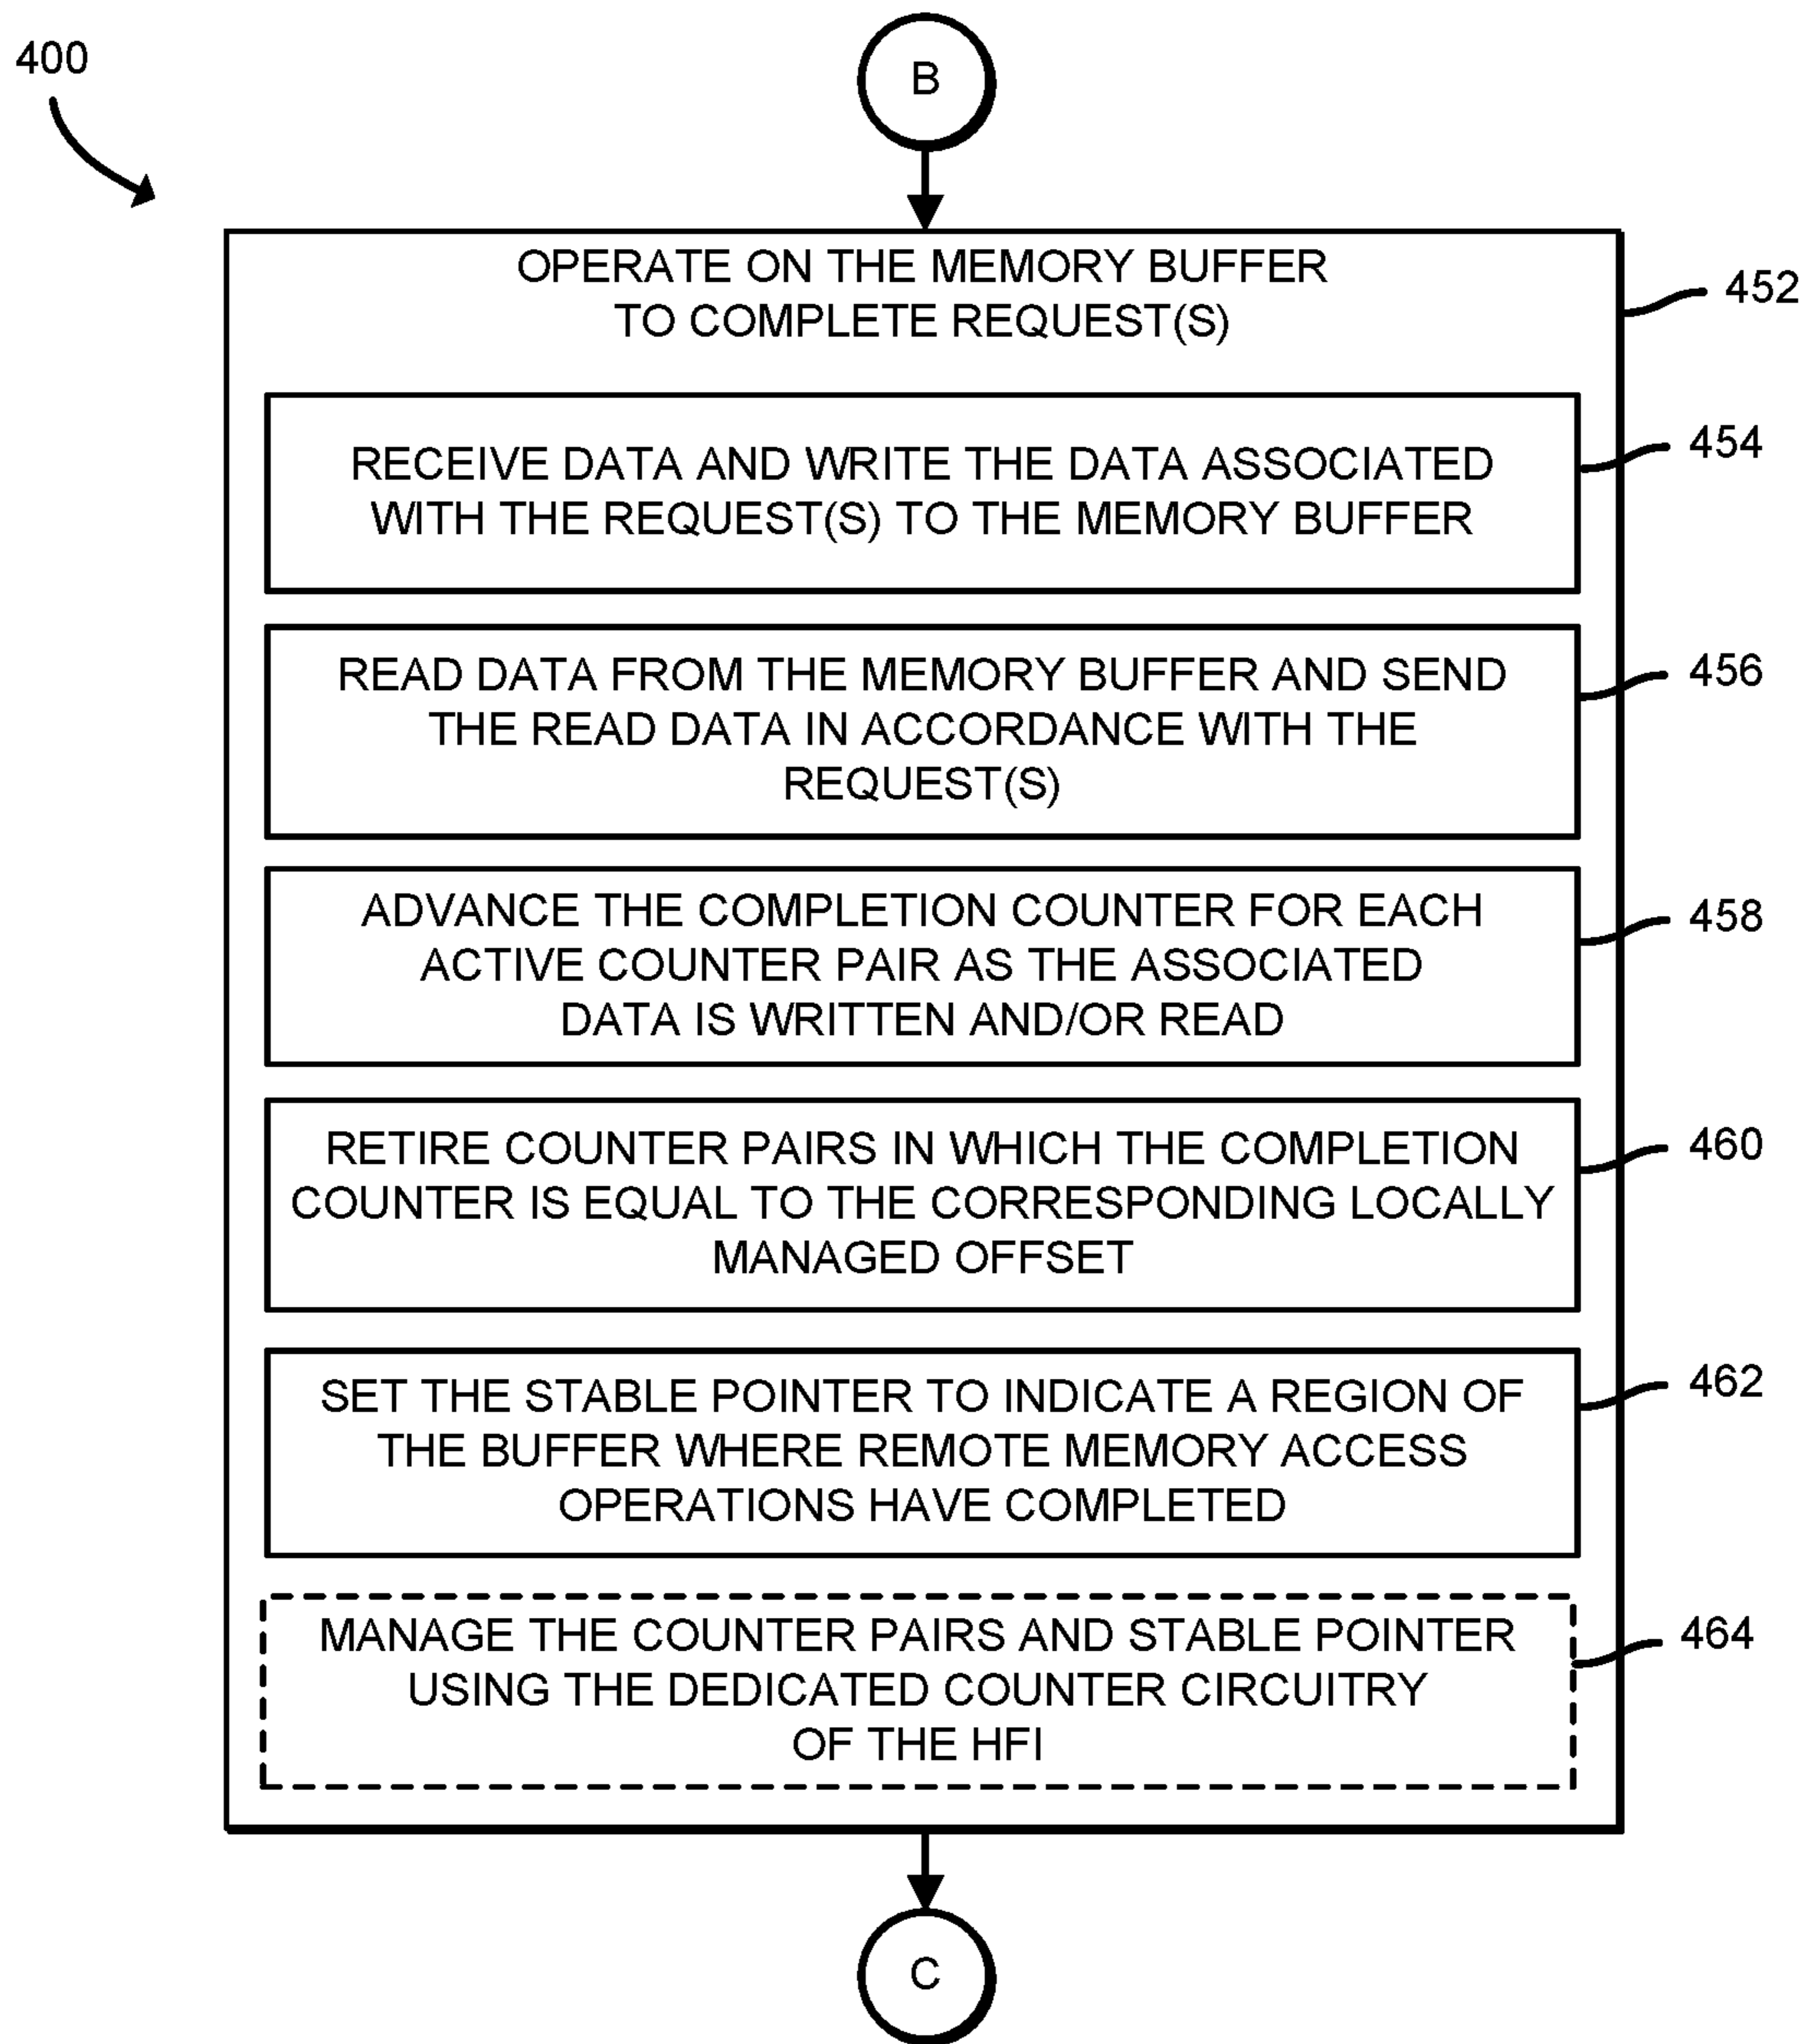 400
B
OPERATE ON THE MEMORY BUFFER
TO COMPLETE REQUEST(S)
452
RECEIVE DATA AND WRITE THE DATA ASSOCIATED
WITH THE REQUEST(S) TO THE MEMORY BUFFER
454
READ DATA FROM THE MEMORY BUFFER AND SEND
THE READ DATA IN ACCORDANCE WITH THE
REQUEST(S)
456
ADVANCE THE COMPLETION COUNTER FOR EACH
ACTIVE COUNTER PAIR AS THE ASSOCIATED
DATA IS WRITTEN AND/OR READ
458
RETIRE COUNTER PAIRS IN WHICH THE COMPLETION
COUNTER IS EQUAL TO THE CORRESPONDING LOCALLY
MANAGED OFFSET
460
SET THE STABLE POINTER TO INDICATE A REGION OF
THE BUFFER WHERE REMOTE MEMORY ACCESS
OPERATIONS HAVE COMPLETED
462
MANAGE THE COUNTER PAIRS AND STABLE POINTER
USING THE DEDICATED COUNTER CIRCUITRY
OF THE HFI
464
C